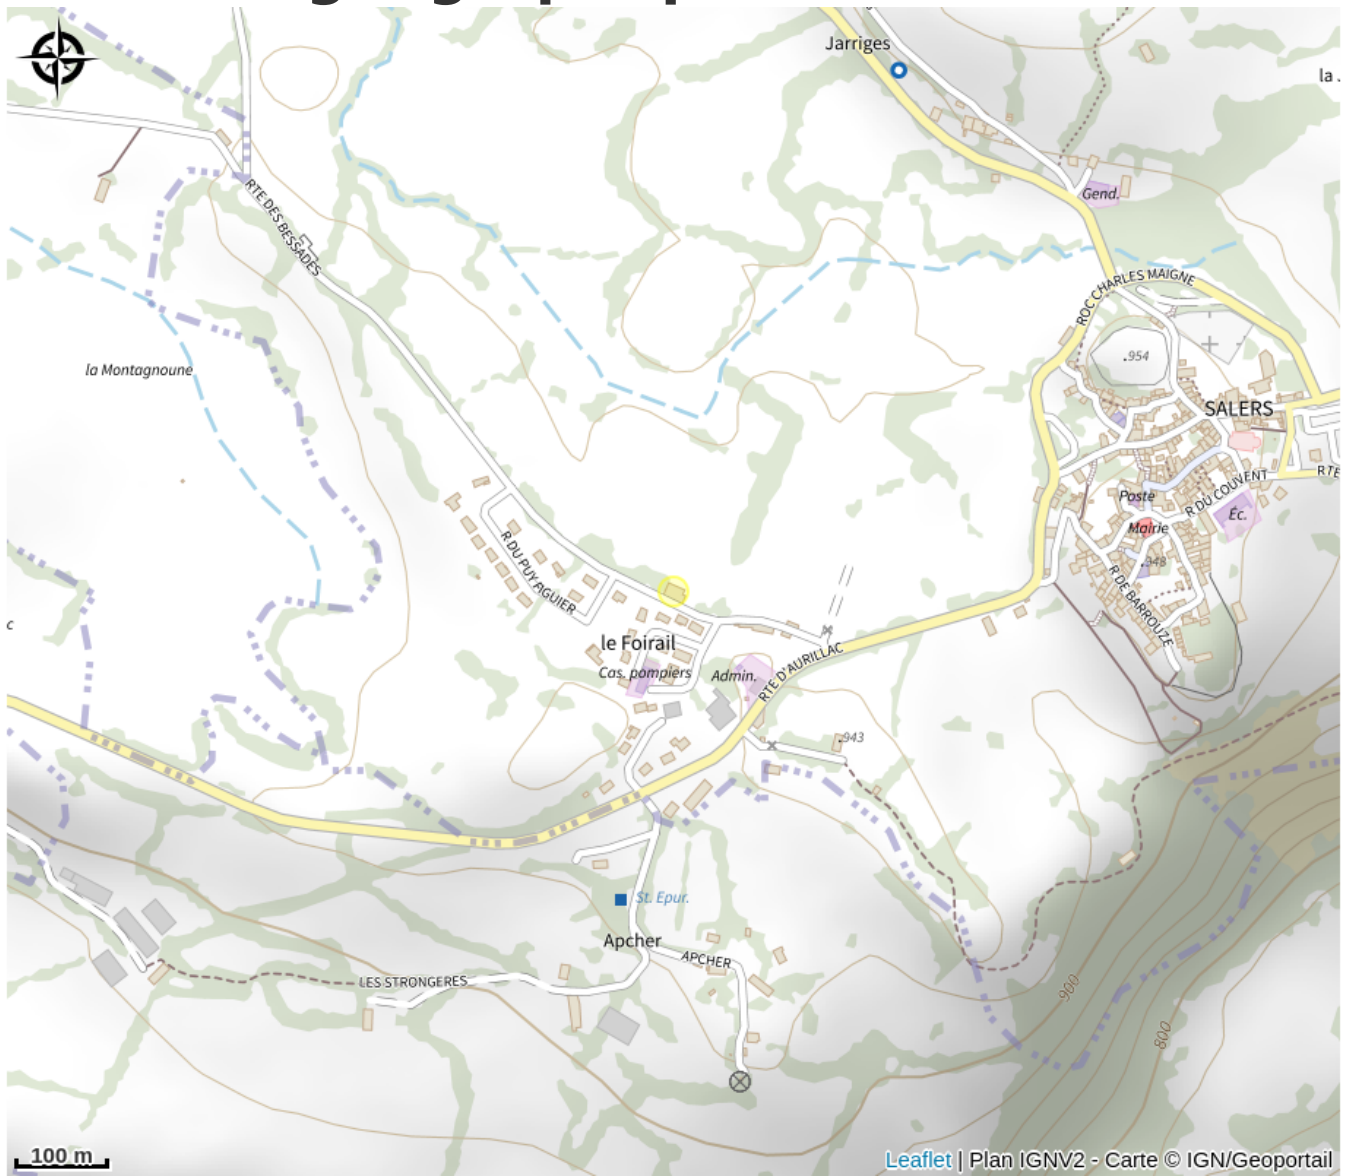 Jarriges
la
Gend.
RTE DES BESSADES
ROC CHARLES MAIGNE
954
la Montagnoune
SALERS
RTE
Poste
R DU COUVENT
Éc.
Mairie
948
R DU PUY AGUIER
R DE BARROUZE
c
le Foirail
Cas. pompiers
Admin.
RTE D'AURILLAC
943
St. Epur.
Apcher
APCHER
LES STRONGERES
900
800
100 m
Leaflet | Plan IGNV2 - Carte © IGN/Geoportail